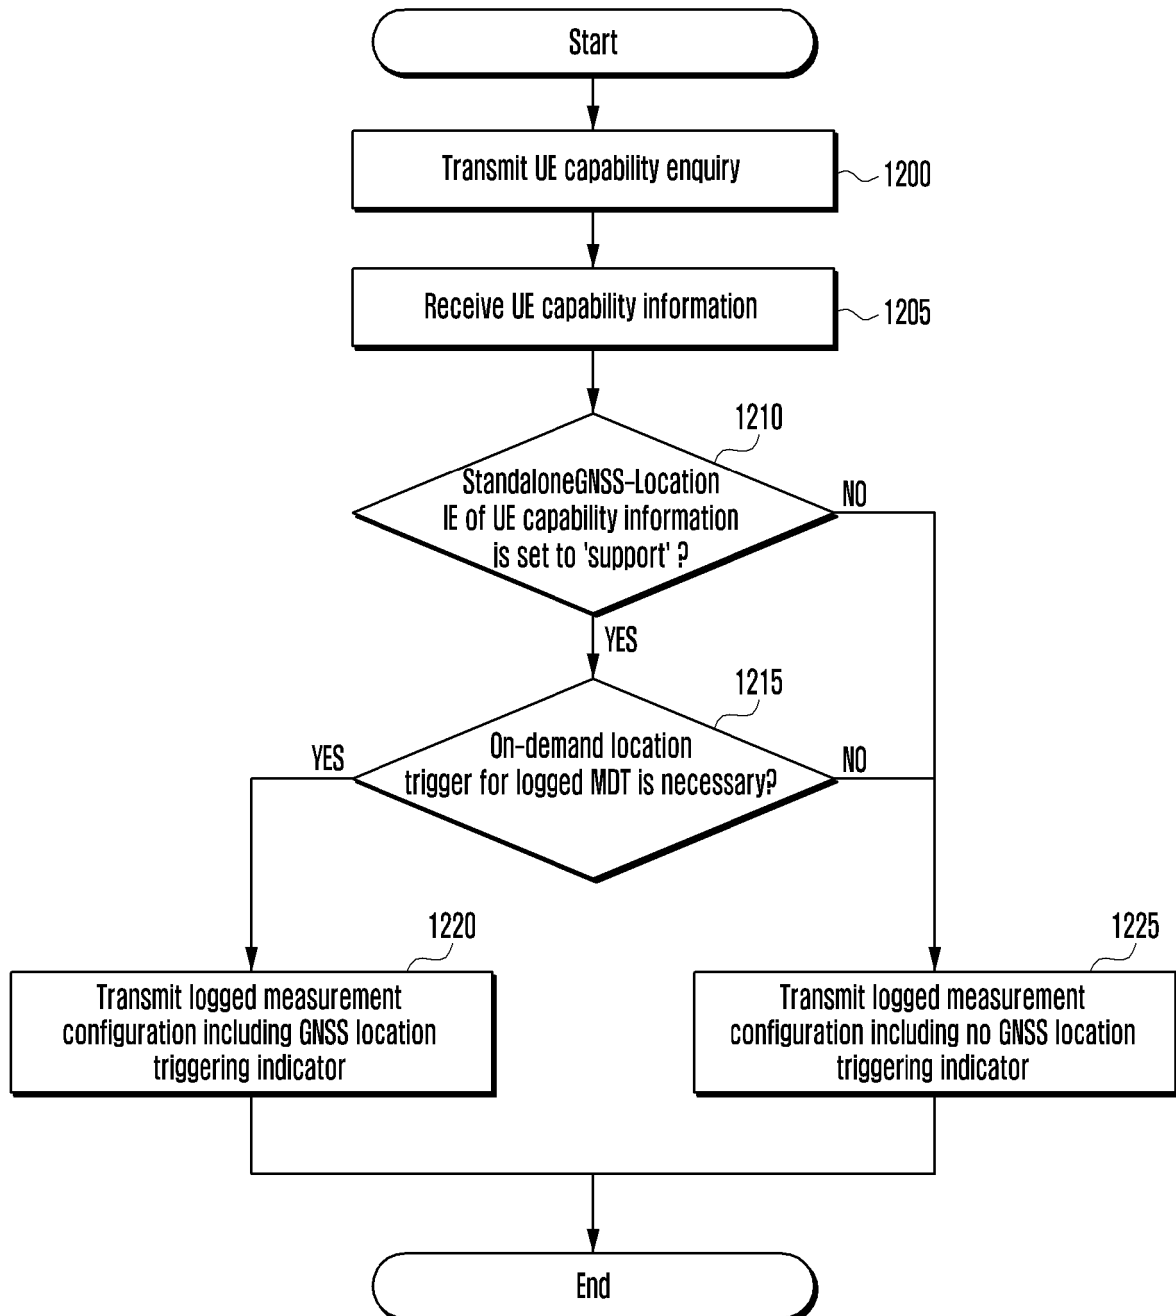 Start
Transmit UE capability enquiry
1200
Receive UE capability information
1205
1210
StandaloneGNSS-Location
IE of UE capability information
is set to 'support' ?
NO
YES
1215
On-demand location
trigger for logged MDT is necessary?
YES
NO
1220
Transmit logged measurement
configuration including GNSS location
triggering indicator
1225
Transmit logged measurement
configuration including no GNSS location
triggering indicator
End